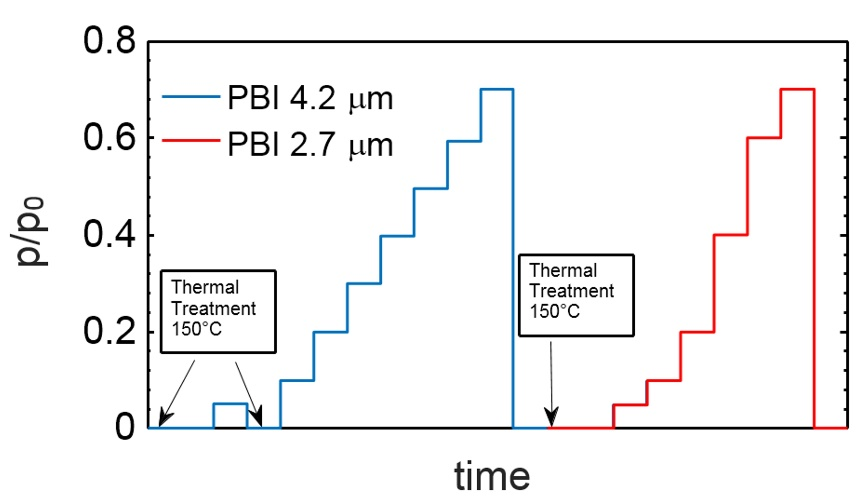 0.8
0.6
0.4
0.2
0
p/p0
PBI 4.2 μm
PBI 2.7 μm
Thermal
Treatment
150°C
Thermal
Treatment
150°C
time